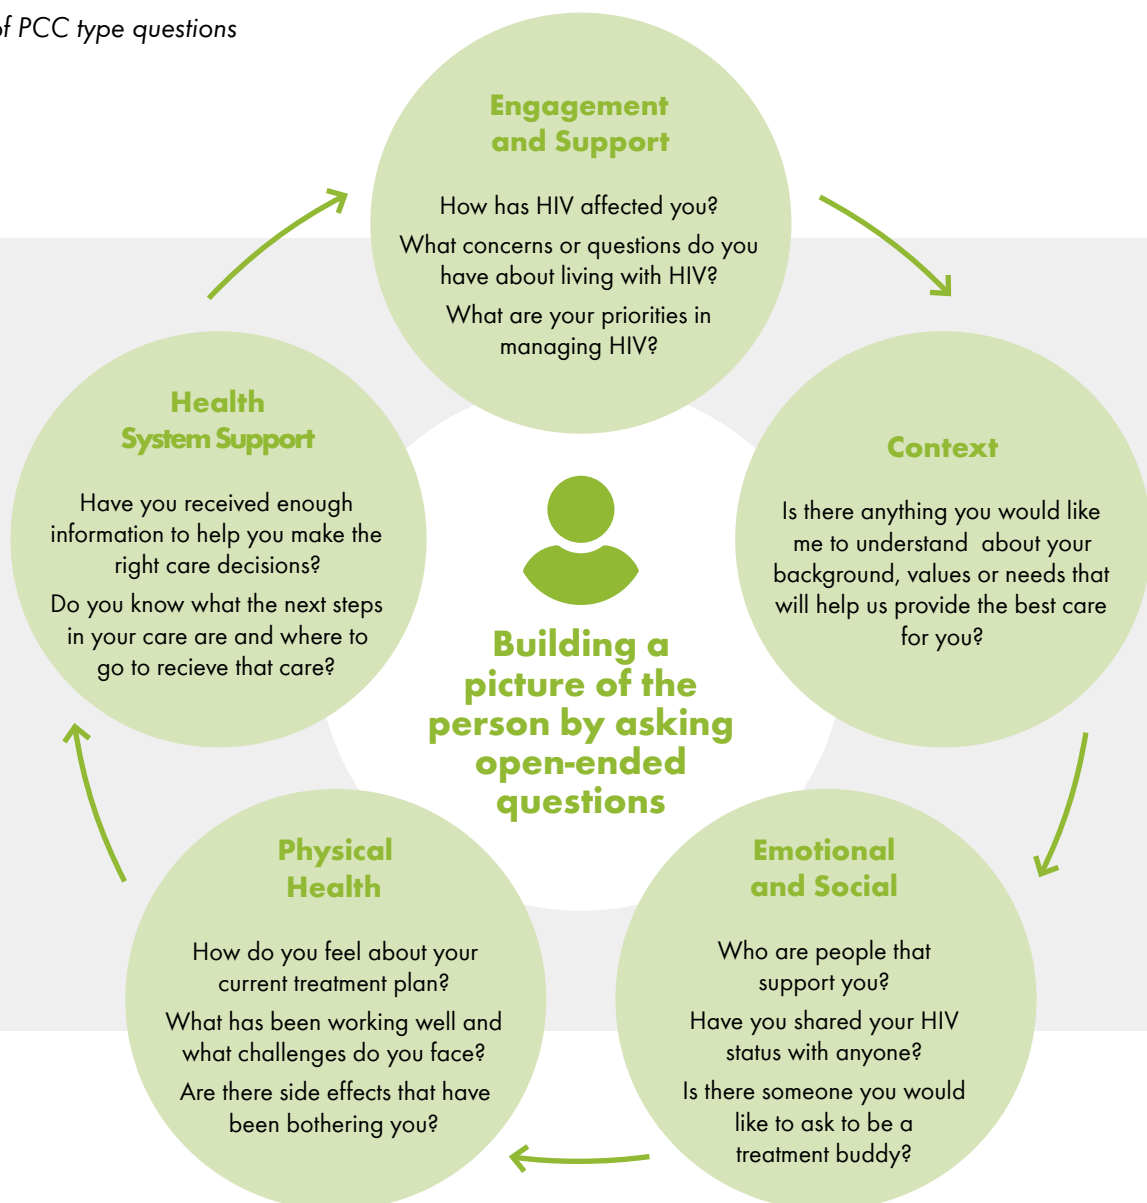 of PCC type questions
Engagement
and Support
How has HIV affected you?
What concerns or questions do you
have about living with HIV?
What are your priorities in
managing HIV?
Context
Is there anything you would like
me to understand about your
background, values or needs that
will help us provide the best care
for you?
Emotional
and Social
Who are people that
support you?
Have you shared your HIV
status with anyone?
Is there someone you would
like to ask to be a
treatment buddy?
Physical
Health
How do you feel about your
current treatment plan?
What has been working well and
what challenges do you face?
Are there side effects that have
been bothering you?
Health
System Support
Have you received enough
information to help you make the
right care decisions?
Do you know what the next steps
in your care are and where to
go to recieve that care?
Building a
picture of the
person by asking
open-ended
questions